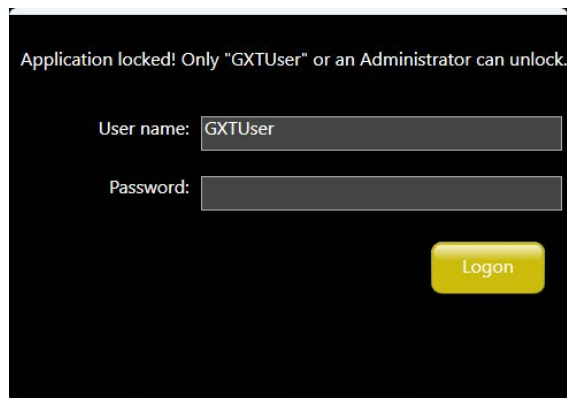 Application locked! Only "GXTUser" or an Administrator can unlock.
User name: GXTUser
Password:
Logon